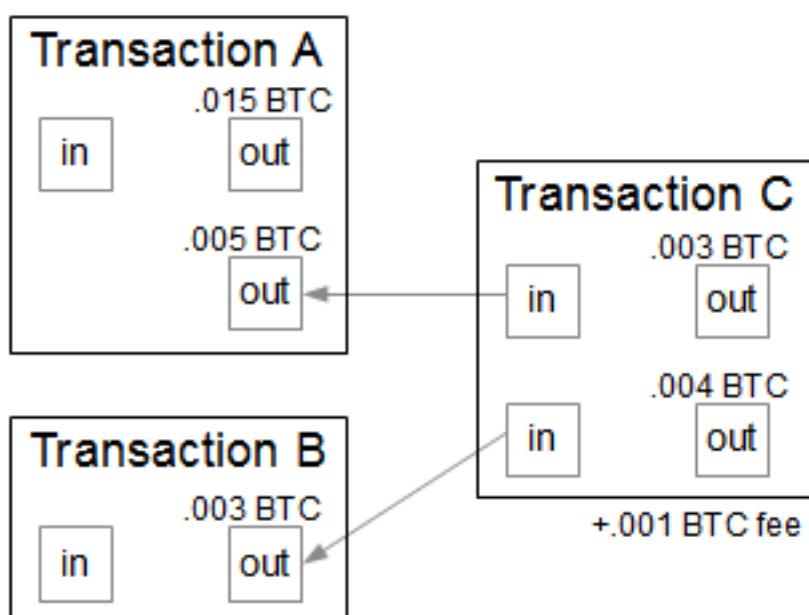 Transaction A
.015 BTC
in
out
.005 BTC
out
Transaction B
.003 BTC
in
out
Transaction C
.003 BTC
in
out
.004 BTC
in
out
+.001 BTC fee